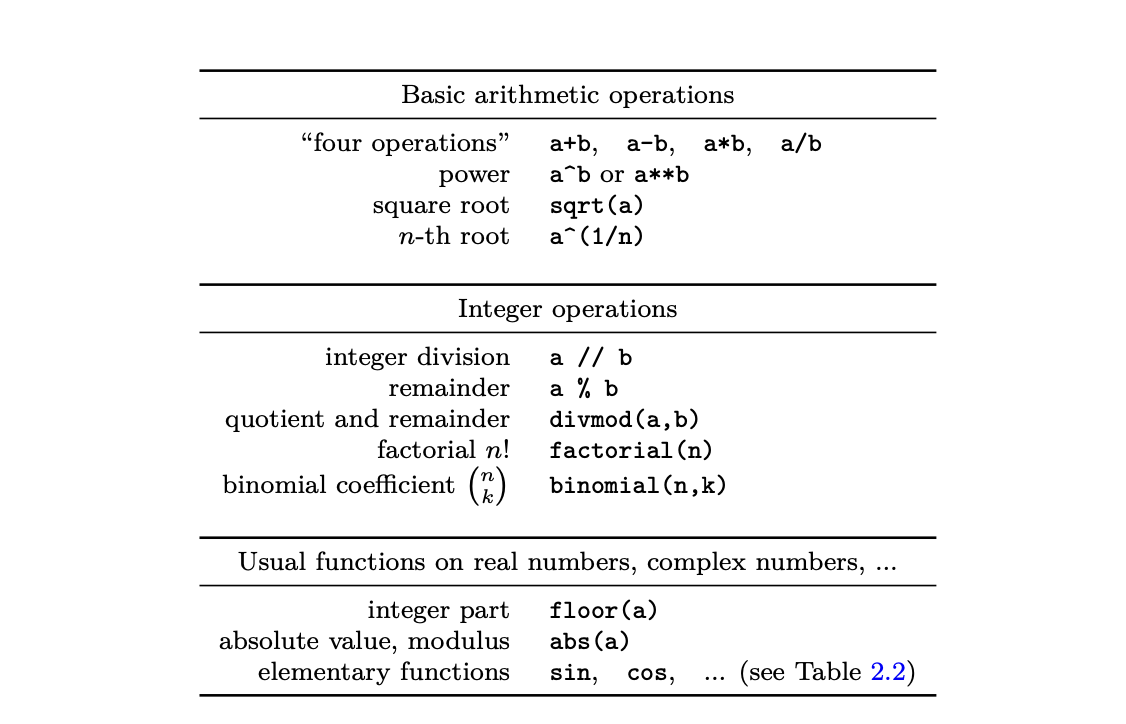 Basic arithmetic operations
“four operations” a+b, a-b, a*b, a/b
power a^b or a**b
square root sqrt(a)
n-th root a^(1/n)
Integer operations
integer division a // b
remainder a % b
quotient and remainder divmod(a,b)
factorial n! factorial(n)
binomial coefficient (n k) binomial(n,k)
Usual functions on real numbers, complex numbers, ...
integer part floor(a)
absolute value, modulus abs(a)
elementary functions sin, cos, ... (see Table 2.2)